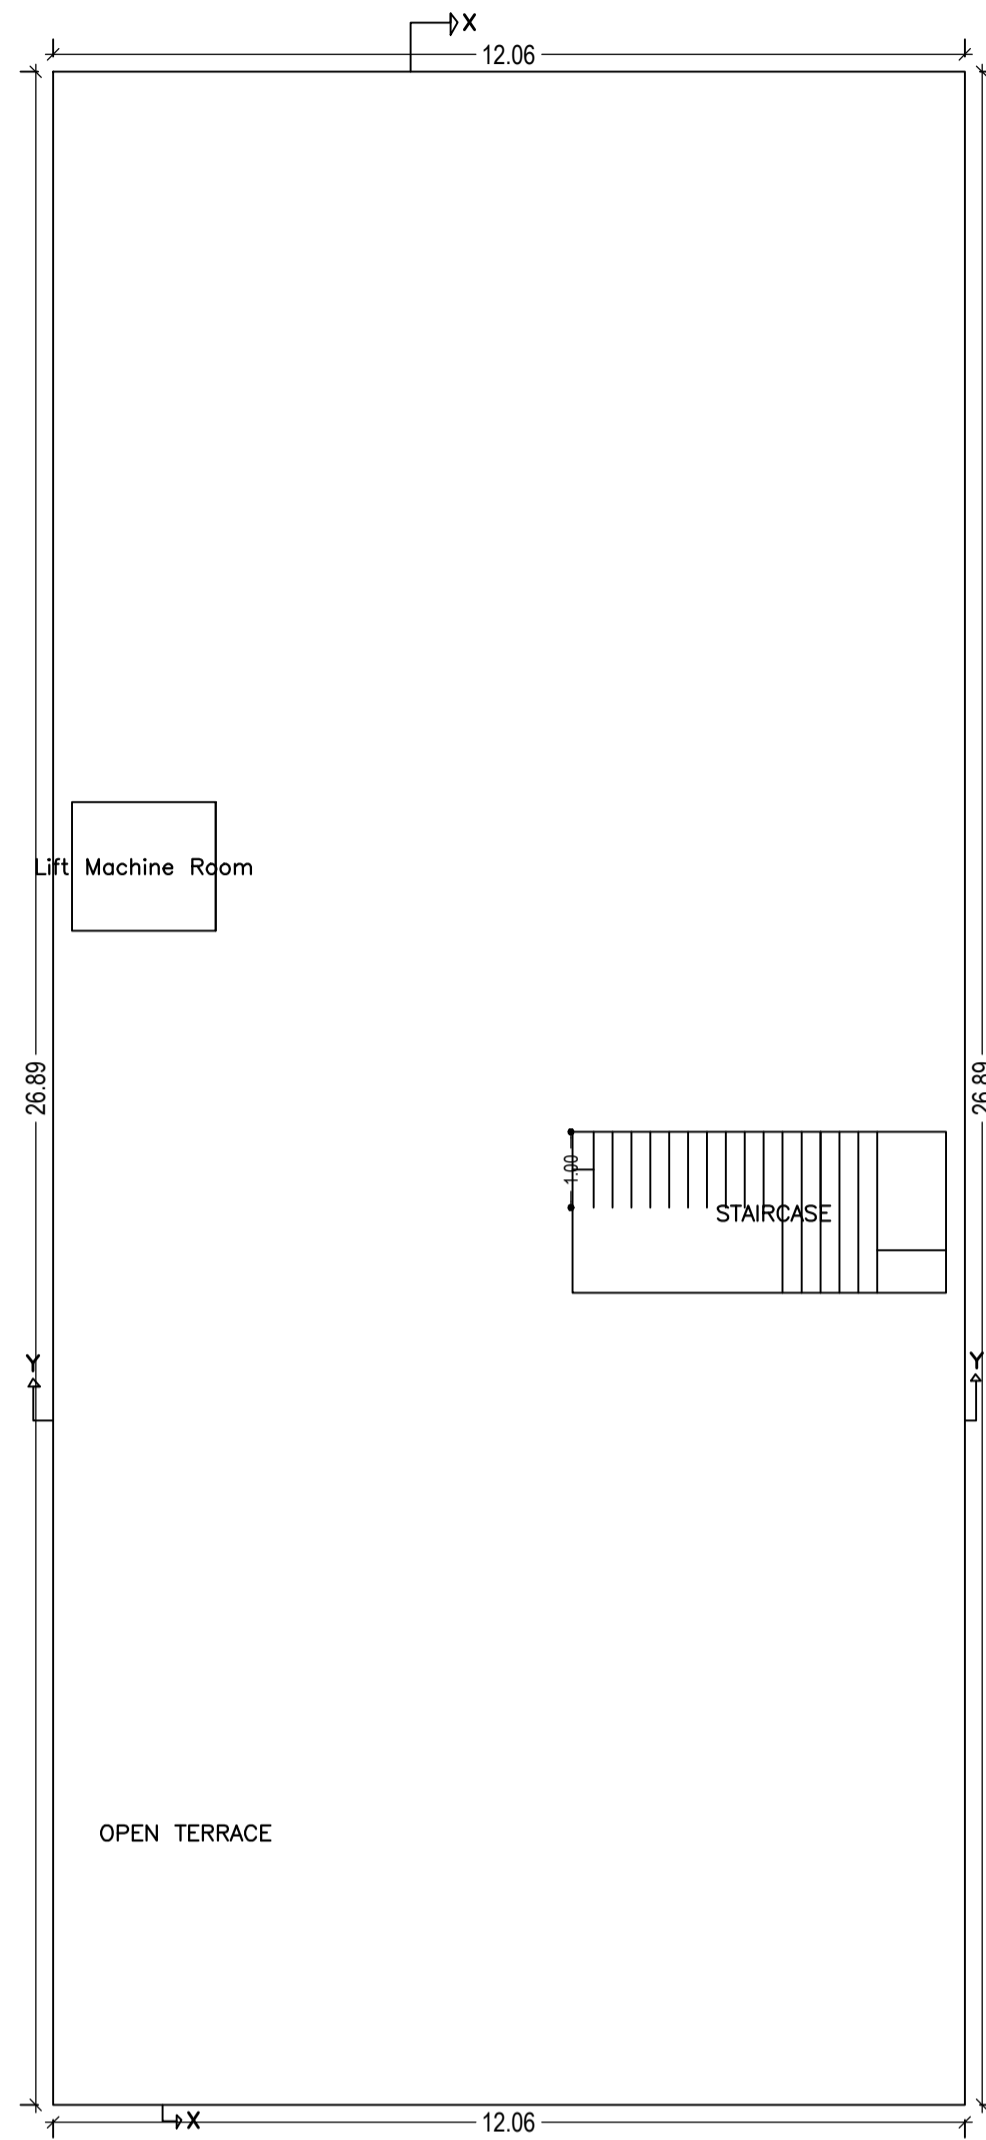 X
12.06
Lift Machine Room
26.89
26.89
1.00
STAIRCASE
Y
Y
OPEN TERRACE
X
12.06